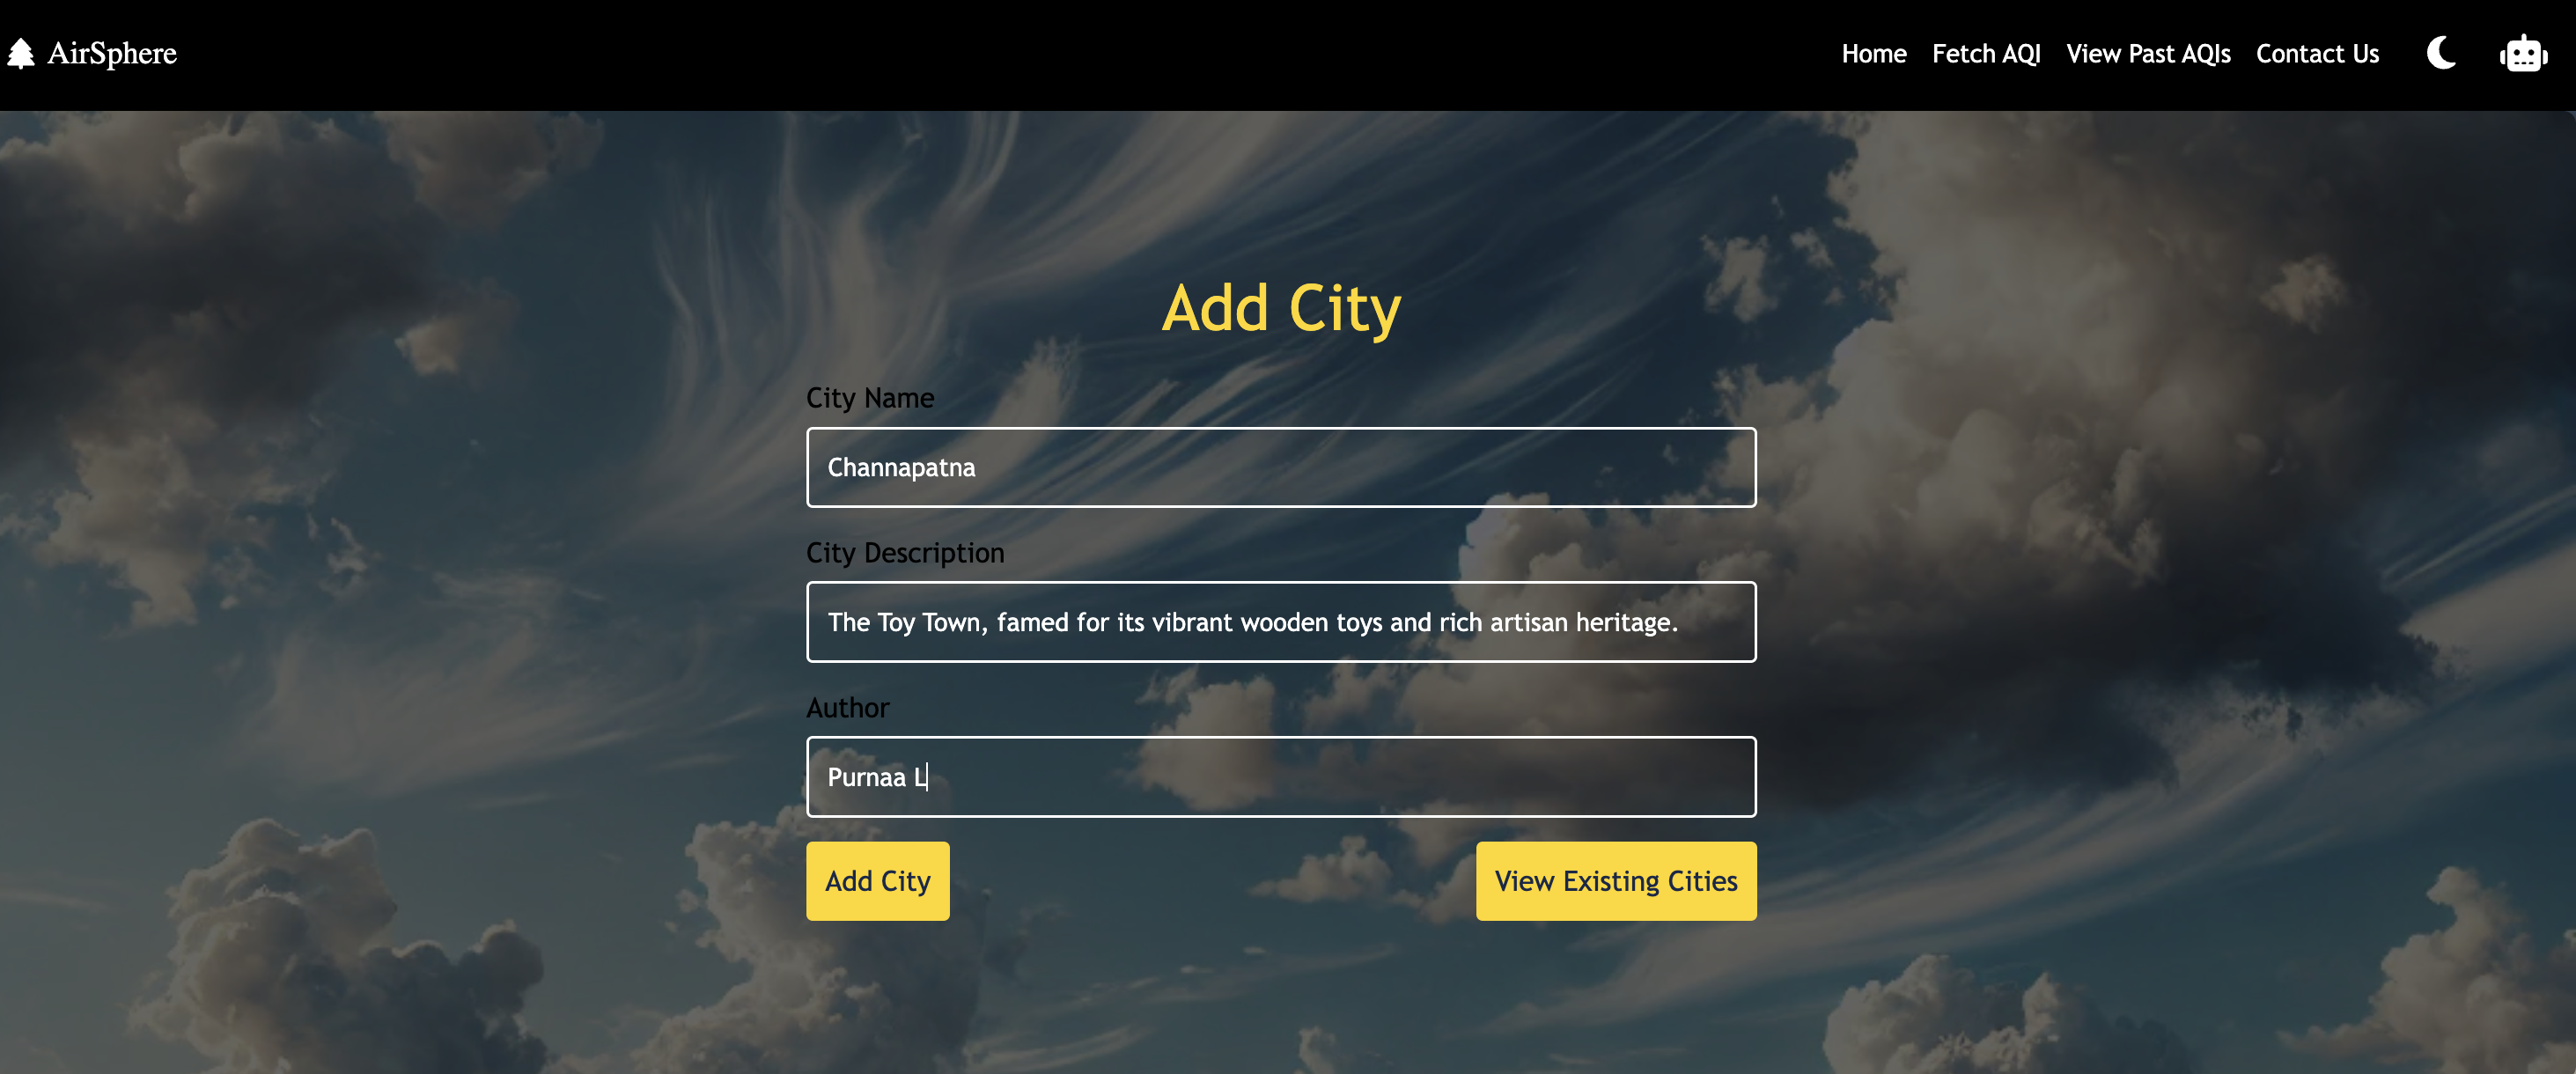 AirSphere
Home Fetch AQI View Past AQIs Contact Us
Add City
City Name
Channapatna
City Description
The Toy Town, famed for its vibrant wooden toys and rich artisan heritage.
Author
Purnaa L
Add City View Existing Cities